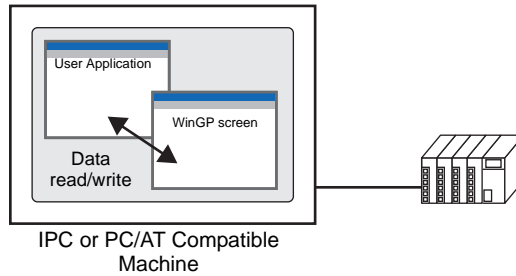 User Application
WinGP screen
Data
read/write
IPC or PC/AT Compatible
Machine